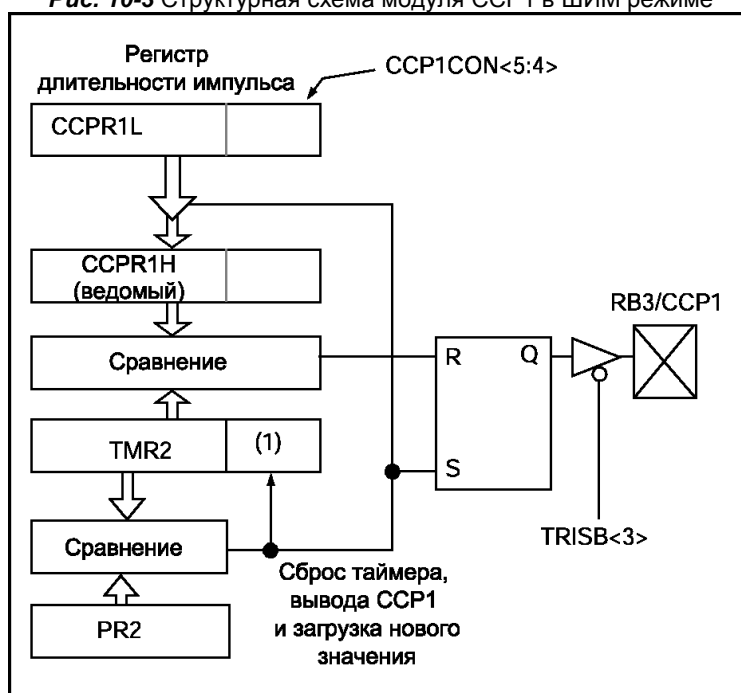 Рис. 10-3 Структурная схема модуля CCP1 в ШИМ режиме
Регистр
длительности импульса
CCP1CON<5:4>
CCPR1L
CCPR1H
(ведомый)
RB3/CCP1
Сравнение
R
Q
TMR2
(1)
S
Сравнение
TRISB<3>
Сброс таймера,
вывода CCP1
и загрузка нового
значения
PR2